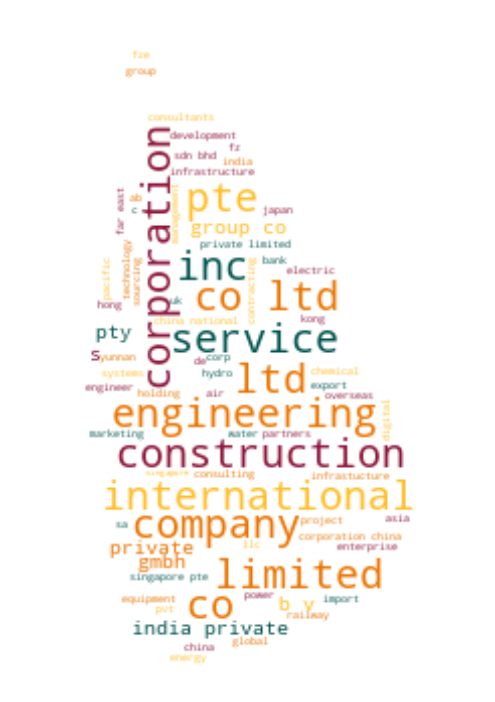 fze
group
consultants
corporation
development
fz
sdn bhd
india
infrastructure
far east
ab
c
management
pte
japan
group co
private limited
technology
sourcing
pacific
inc
bank
electric
contracting
hong
uk
co ltd
china national
kong
pty
service
s
yunnan
de
corp
systems
hydro
ltd
chemical
engineer
holding
air
export
overseas
engineering
digital
marketing
water
partners
construction
singapore
consulting
infrastucture
international
sa
company
project
asia
corporation china
private
llc
enterprise
gmbh
singapore pte
limited
equipment
pvt
co
power
b v
import
railway
india private
global
china
energy